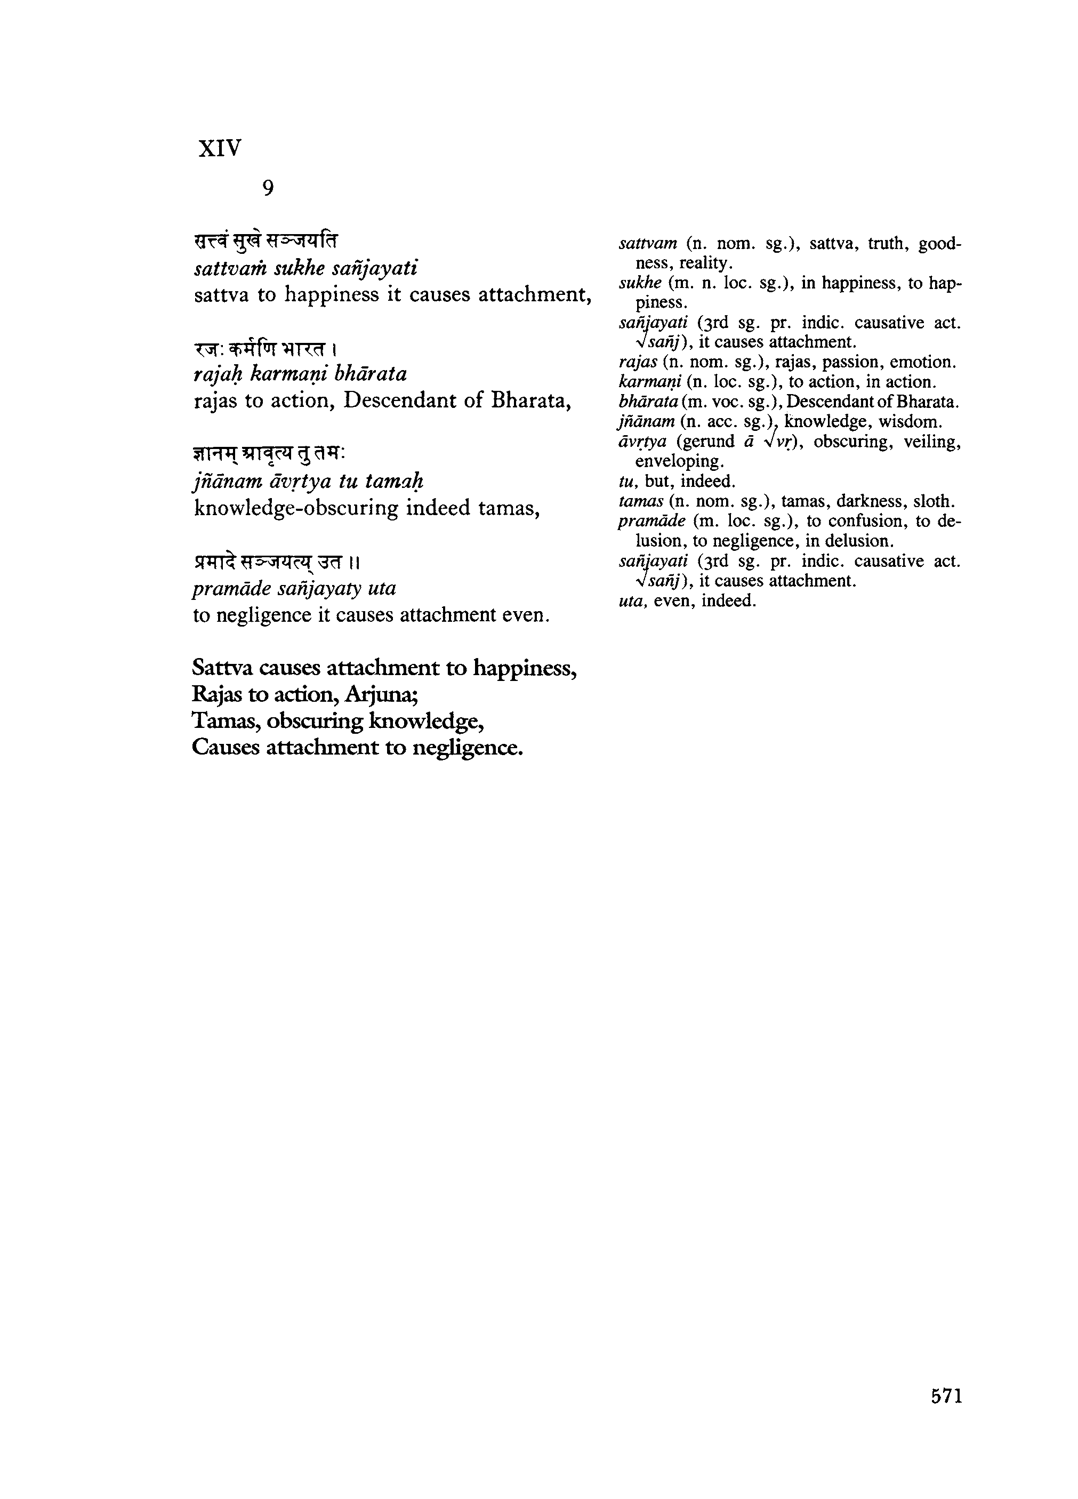 XIV
9
सत्त्वं सुखे सञ्जयति
sattvaṁ sukhe sañjayati
sattva to happiness it causes attachment,
रजः कर्मणि भारत ।
rajaḥ karmaṇi bhārata
rajas to action, Descendant of Bharata,
ज्ञानम् आवृत्य तु तमः
jñānam āvṛtya tu tamaḥ
knowledge-obscuring indeed tamas,
प्रमादे सञ्जयत्य् उत ॥
pramāde sañjayaty uta
to negligence it causes attachment even.
Sattva causes attachment to happiness,
Rajas to action, Arjuna;
Tamas, obscuring knowledge,
Causes attachment to negligence.
sattvam (n. nom. sg.), sattva, truth, good-
ness, reality.
sukhe (m. n. loc. sg.), in happiness, to hap-
piness.
sañjayati (3rd sg. pr. indic. causative act.
√sañj), it causes attachment.
rajas (n. nom. sg.), rajas, passion, emotion.
karmaṇi (n. loc. sg.), to action, in action.
bhārata (m. voc. sg.), Descendant of Bharata.
jñānam (n. acc. sg.), knowledge, wisdom.
āvṛtya (gerund ā √vṛ), obscuring, veiling,
enveloping.
tu, but, indeed.
tamas (n. nom. sg.), tamas, darkness, sloth.
pramāde (m. loc. sg.), to confusion, to de-
lusion, to negligence, in delusion.
sañjayati (3rd sg. pr. indic. causative act.
√sañj), it causes attachment.
uta, even, indeed.
571